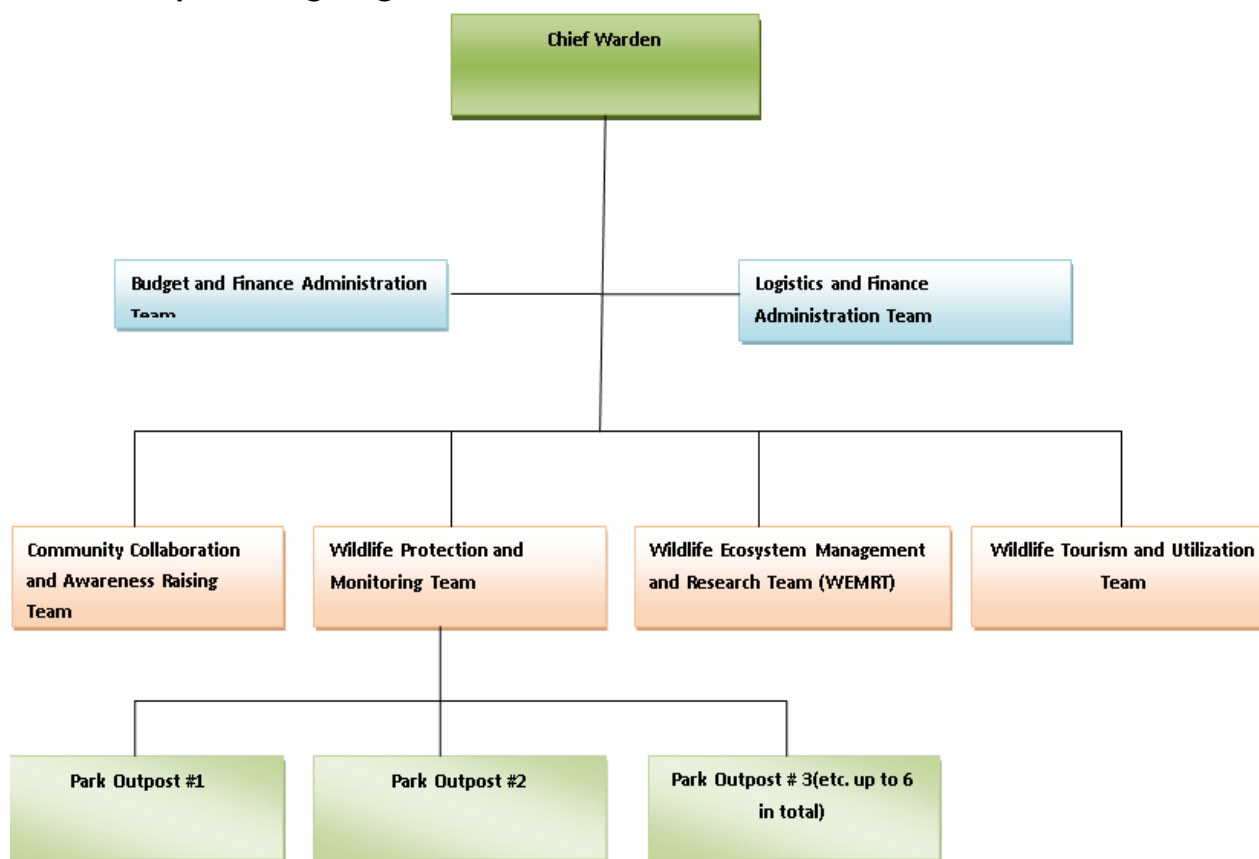 Chief Warden
Budget and Finance Administration
Team
Logistics and Finance
Administration Team
Community Collaboration
and Awareness Raising
Team
Wildlife Protection and
Monitoring Team
Wildlife Ecosystem Management
and Research Team (WEMRT)
Wildlife Tourism and Utilization
Team
Park Outpost #1
Park Outpost #2
Park Outpost # 3(etc. up to 6
in total)